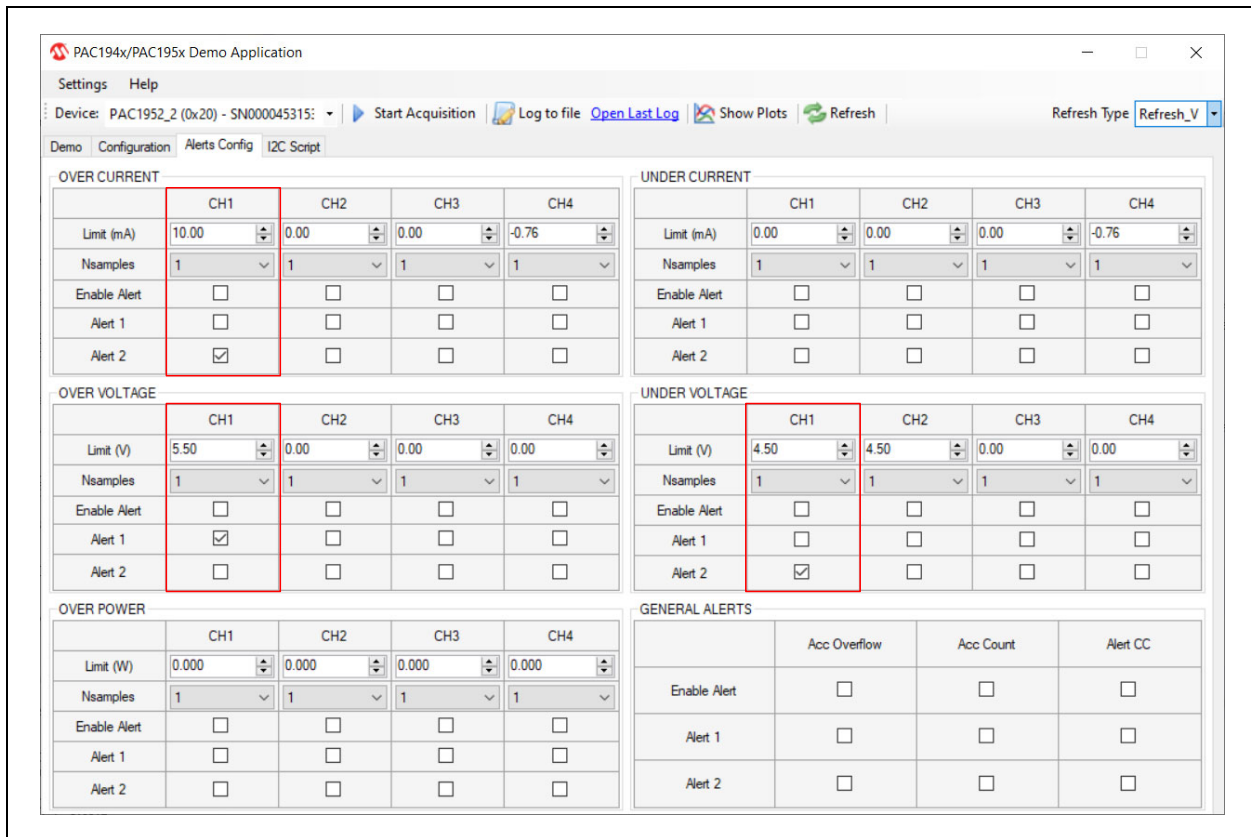 PAC194x/PAC195x Demo Application
Settings Help
Device: PAC1952_2 (0x20) - SN000045315: Start Acquisition Log to file Open Last Log Show Plots Refresh Refresh Type Refresh_V
Demo Configuration Alerts Config I2C Script
OVER CURRENT
CH1 CH2 CH3 CH4
Limit (mA) 10.00 0.00 0.00 -0.76
Nsamples 1 1 1 1
Enable Alert
Alert 1
Alert 2
UNDER CURRENT
CH1 CH2 CH3 CH4
Limit (mA) 0.00 0.00 0.00 -0.76
Nsamples 1 1 1 1
Enable Alert
Alert 1
Alert 2
OVER VOLTAGE
CH1 CH2 CH3 CH4
Limit (V) 5.50 0.00 0.00 0.00
Nsamples 1 1 1 1
Enable Alert
Alert 1
Alert 2
UNDER VOLTAGE
CH1 CH2 CH3 CH4
Limit (V) 4.50 4.50 0.00 0.00
Nsamples 1 1 1 1
Enable Alert
Alert 1
Alert 2
OVER POWER
CH1 CH2 CH3 CH4
Limit (W) 0.000 0.000 0.000 0.000
Nsamples 1 1 1 1
Enable Alert
Alert 1
Alert 2
GENERAL ALERTS
Acc Overflow Acc Count Alert CC
Enable Alert
Alert 1
Alert 2